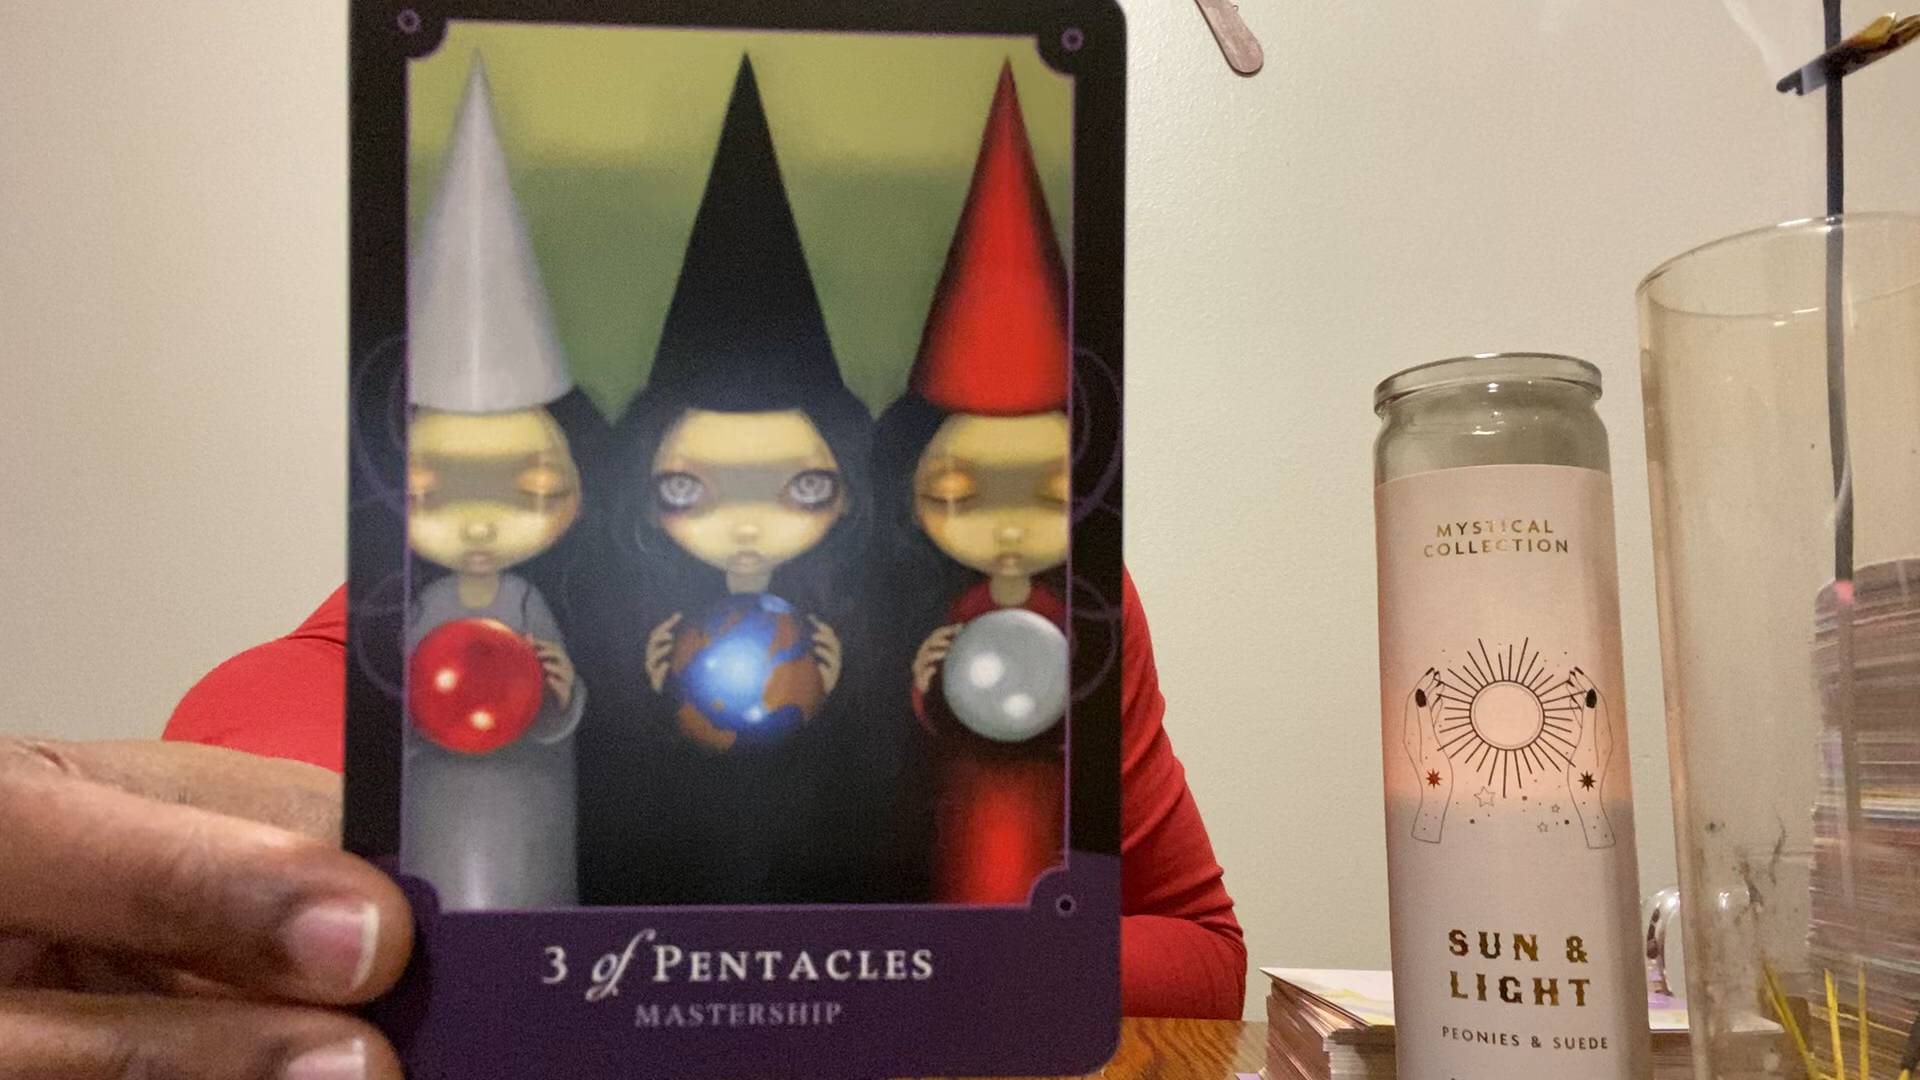 3 of PENTACLES
MASTERSHIP
MYSTICAL
COLLECTION
SUN &
LIGHT
PEONIES & SUEDE